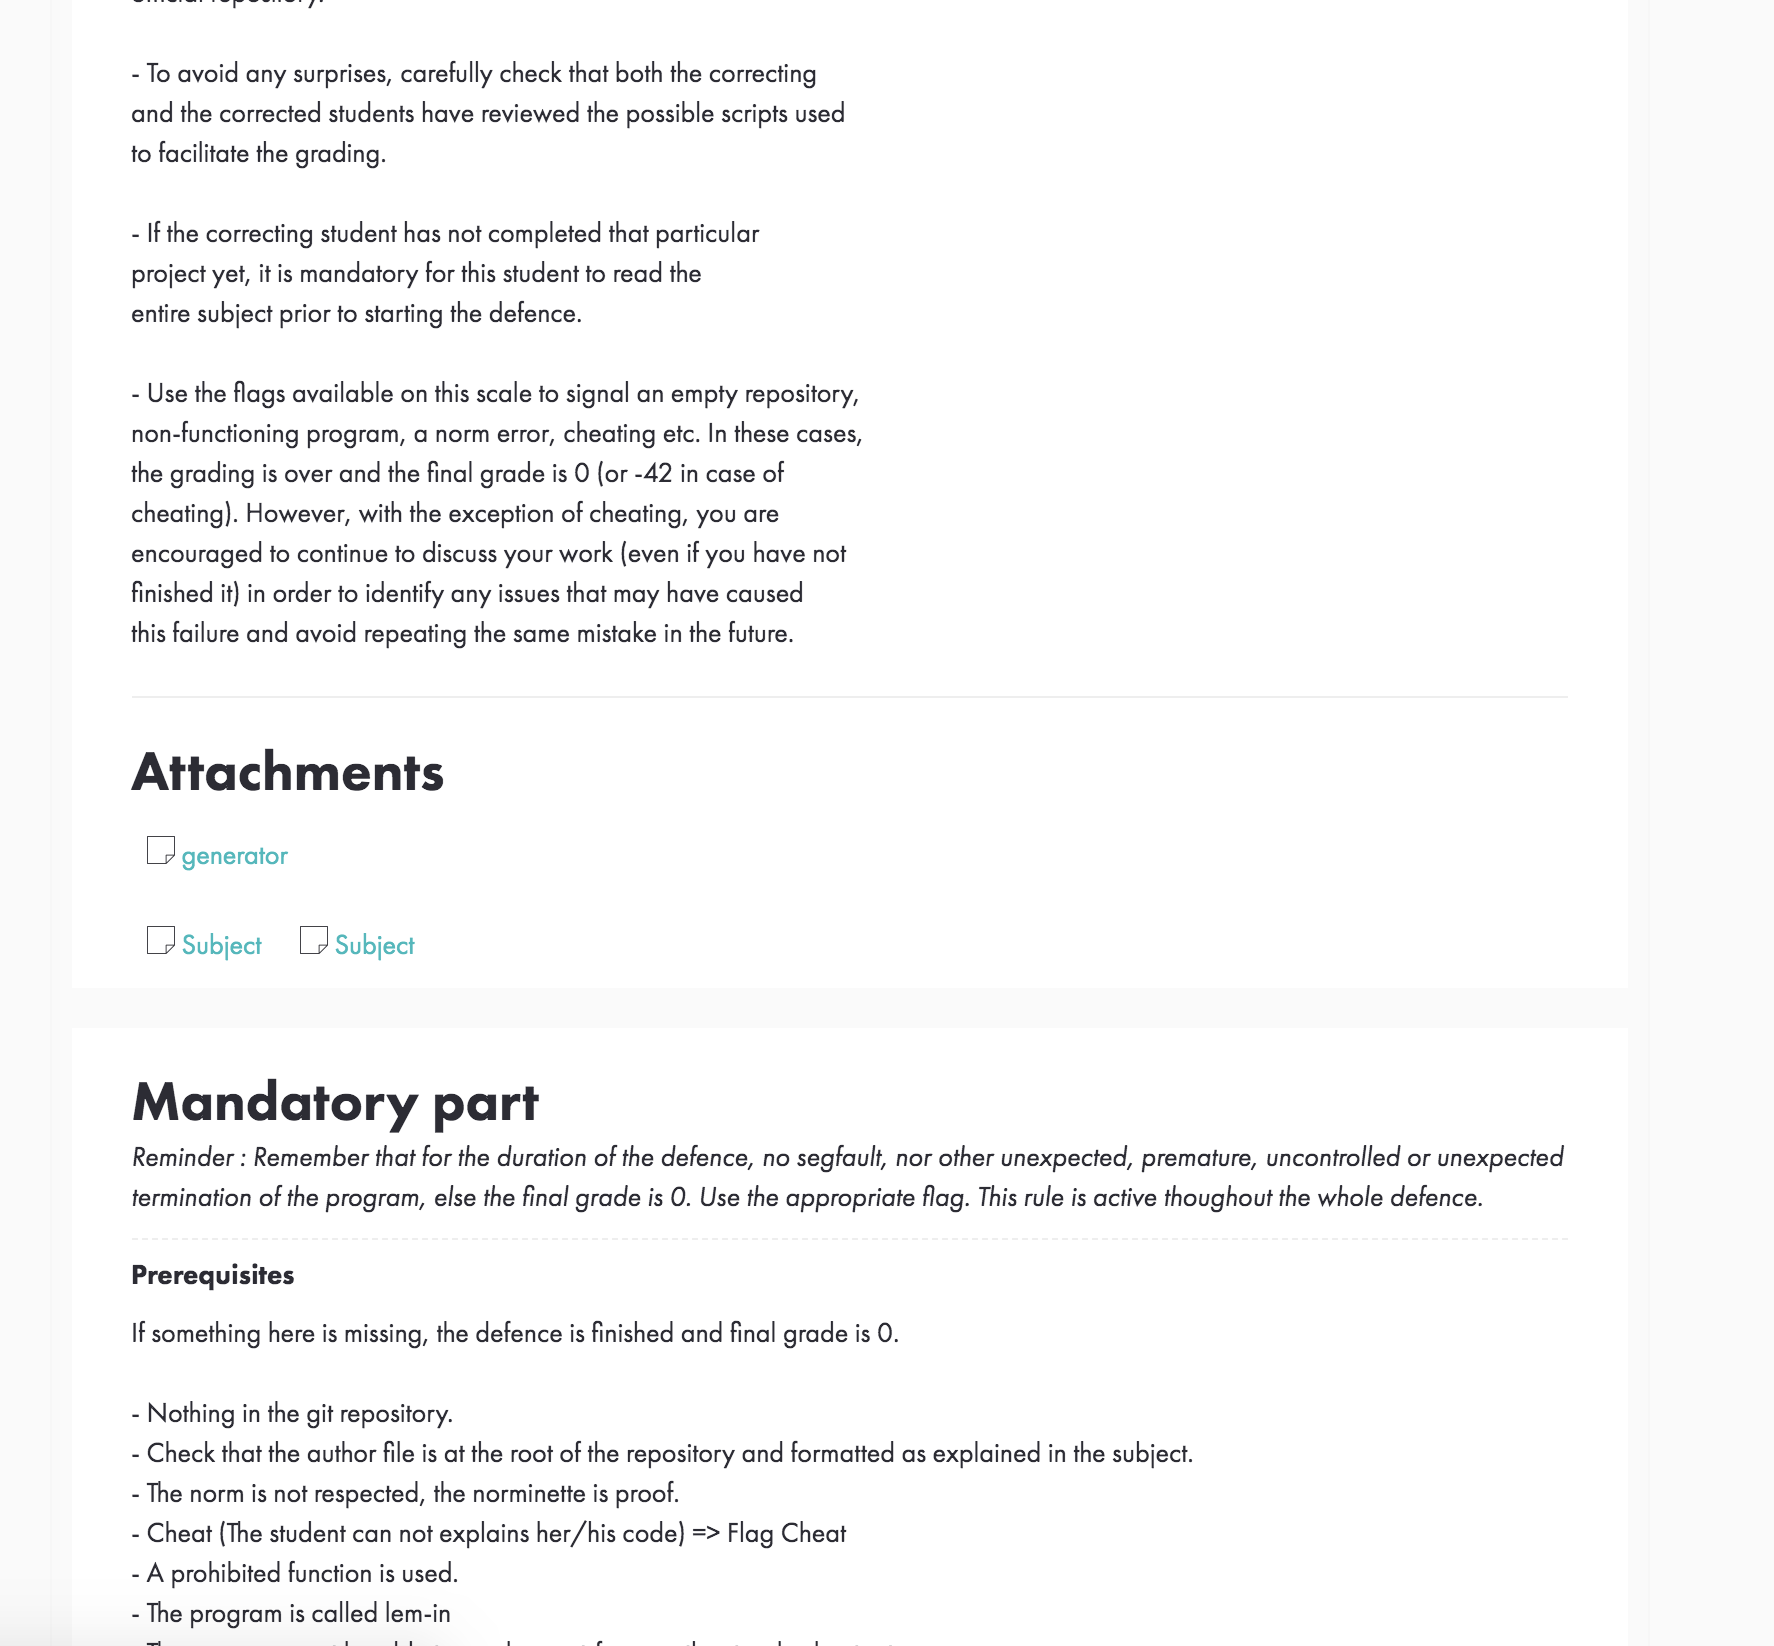 - To avoid any surprises, carefully check that both the correcting
and the corrected students have reviewed the possible scripts used
to facilitate the grading.
- If the correcting student has not completed that particular
project yet, it is mandatory for this student to read the
entire subject prior to starting the defence.
- Use the flags available on this scale to signal an empty repository,
non-functioning program, a norm error, cheating etc. In these cases,
the grading is over and the final grade is 0 (or -42 in case of
cheating). However, with the exception of cheating, you are
encouraged to continue to discuss your work (even if you have not
finished it) in order to identify any issues that may have caused
this failure and avoid repeating the same mistake in the future.
Attachments
generator
Subject Subject
Mandatory part
Reminder : Remember that for the duration of the defence, no segfault, nor other unexpected, premature, uncontrolled or unexpected
termination of the program, else the final grade is 0. Use the appropriate flag. This rule is active thoughout the whole defence.
Prerequisites
If something here is missing, the defence is finished and final grade is 0.
- Nothing in the git repository.
- Check that the author file is at the root of the repository and formatted as explained in the subject.
- The norm is not respected, the norminette is proof.
- Cheat (The student can not explains her/his code) => Flag Cheat
- A prohibited function is used.
- The program is called lem-in